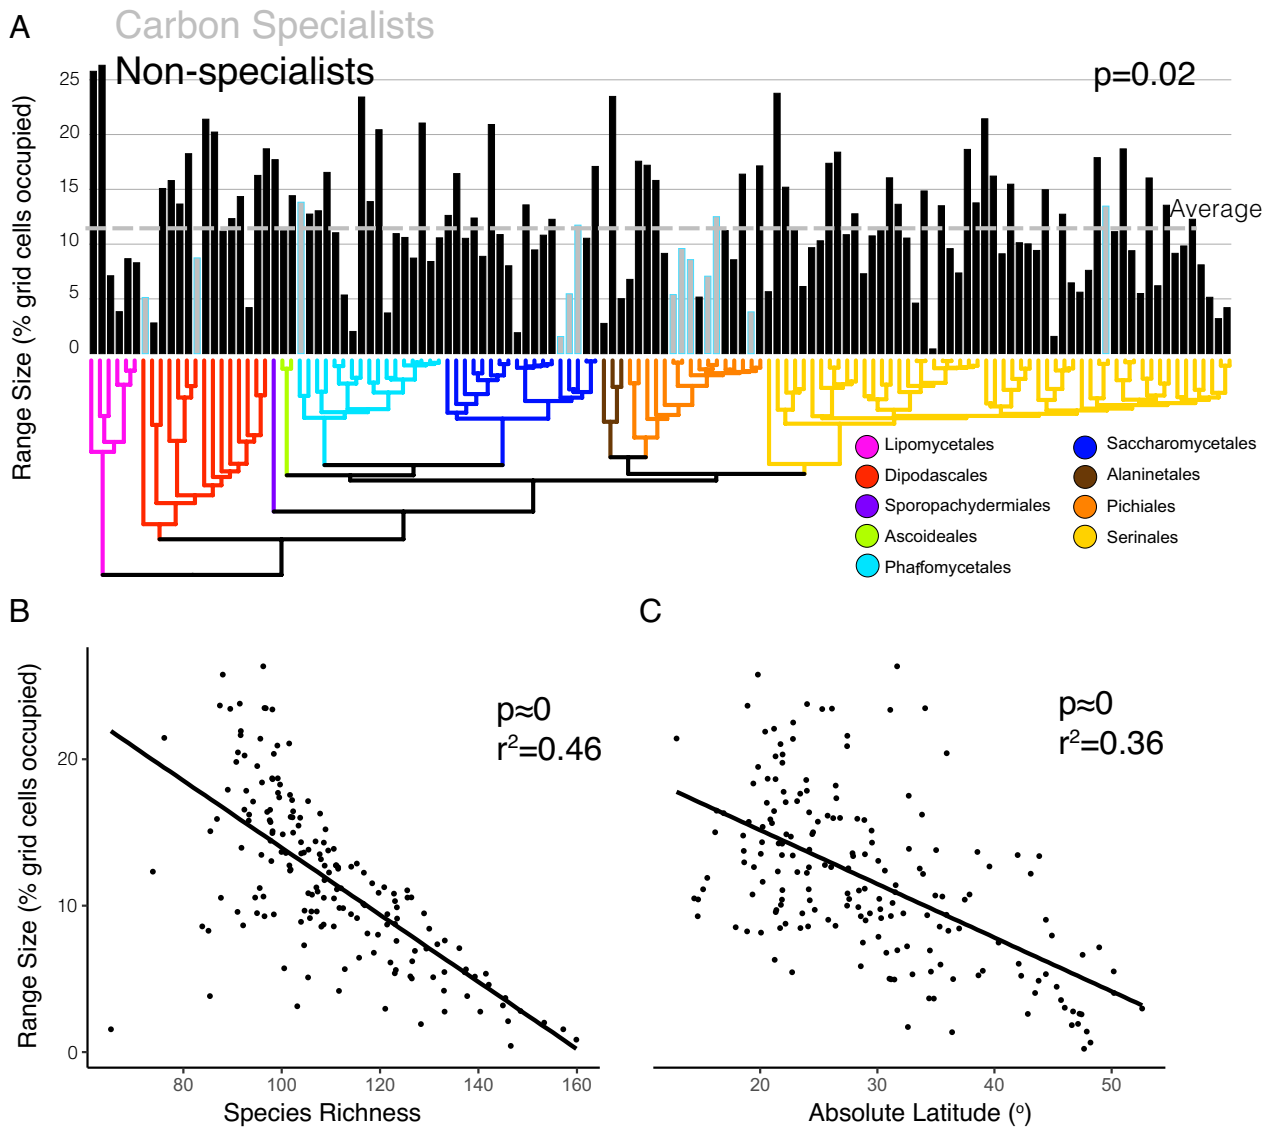 A
Carbon Specialists
Non-specialists
p=0.02
Range Size (% grid cells occupied)
25
20
15
10
5
0
Average
Lipomycetales
Dipodascales
Sporopachydermiales
Ascoideales
Phaffomycetales
Saccharomycetales
Alaninetales
Pichiales
Serinales
B
Range Size (% grid cells occupied)
20
10
0
p≈0
r²=0.46
80 100 120 140 160
Species Richness
C
p≈0
r²=0.36
20 30 40 50
Absolute Latitude (º)